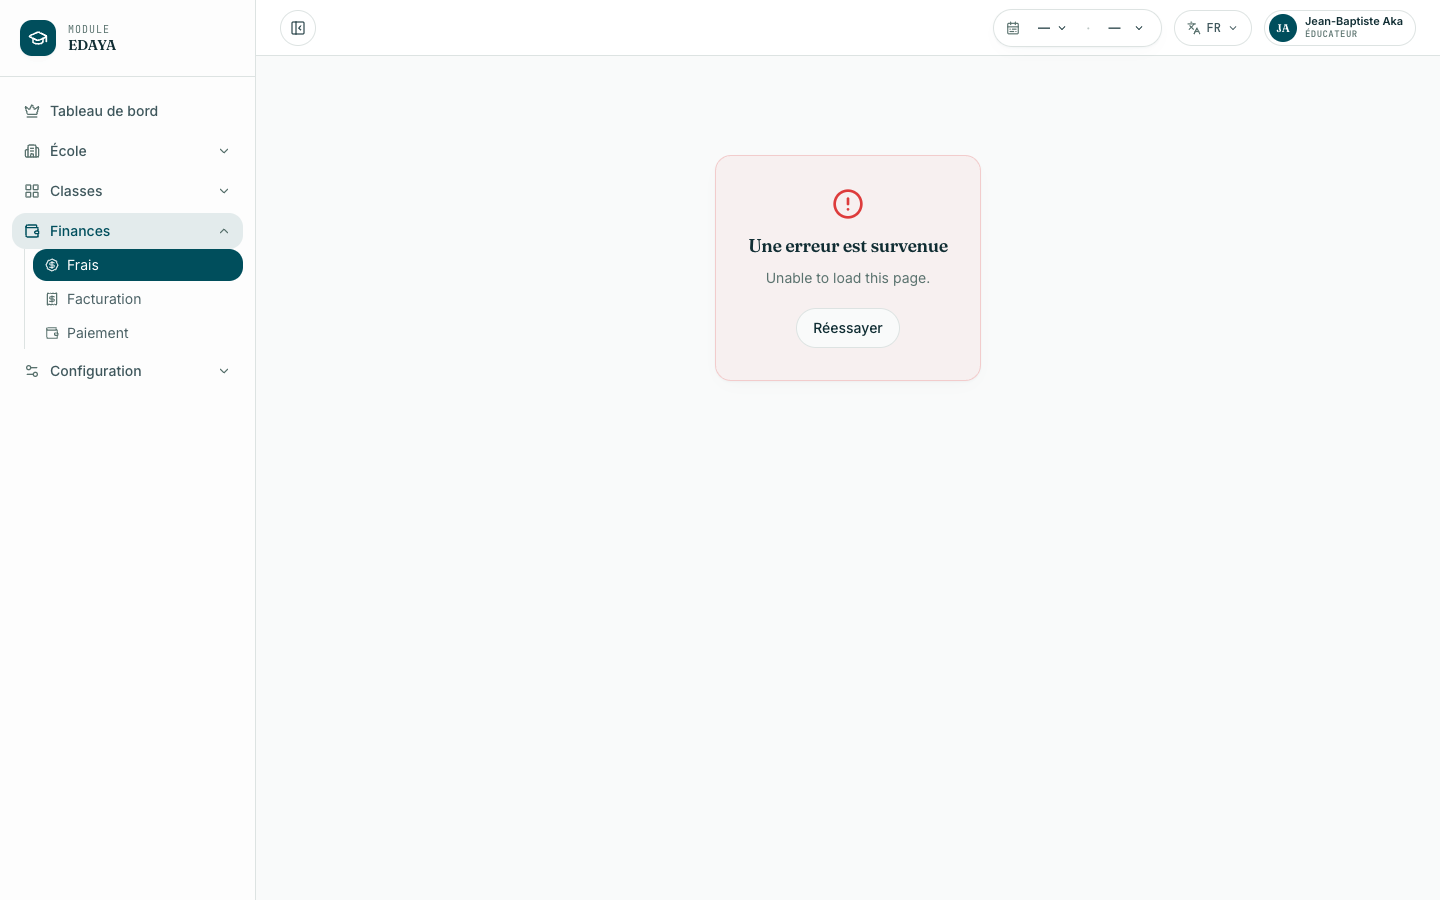 MODULE
EDAYA
Tableau de bord
École
Classes
Finances
Frais
Facturation
Paiement
Configuration
— · —
FR
JA
Jean-Baptiste Aka
ÉDUCATEUR
Une erreur est survenue
Unable to load this page.
Réessayer